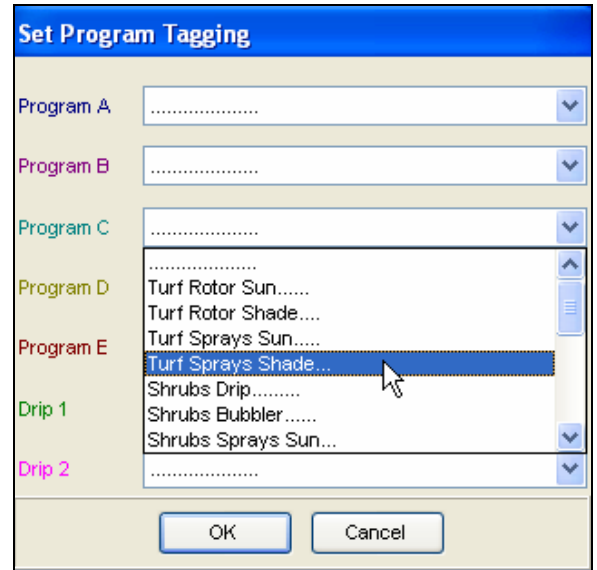 Set Program Tagging
Program A ....................
Program B ....................
Program C ....................
....................
Program D
Turf Rotor Sun......
Turf Rotor Shade....
Turf Sprays Sun.....
Program E
Turf Sprays Shade...
Shrubs Drip.........
Drip 1
Shrubs Bubbler......
Shrubs Sprays Sun...
Drip 2 ....................
OK Cancel